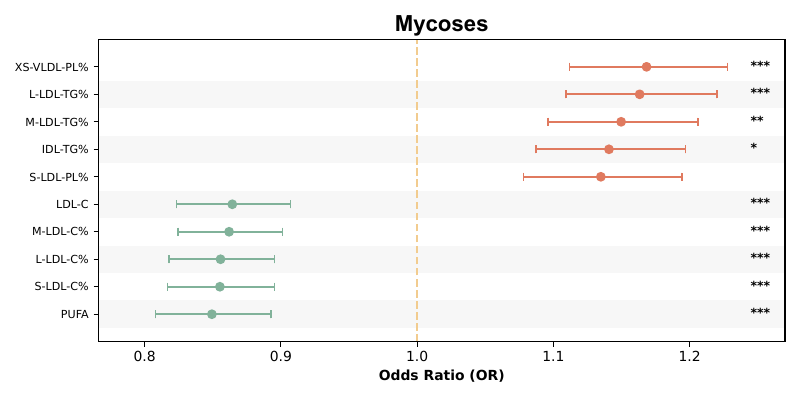 Mycoses
XS-VLDL-PL% ***
L-LDL-TG% ***
M-LDL-TG% **
IDL-TG% *
S-LDL-PL%
LDL-C ***
M-LDL-C% ***
L-LDL-C% ***
S-LDL-C% ***
PUFA ***
0.8 0.9 1.0 1.1 1.2
Odds Ratio (OR)